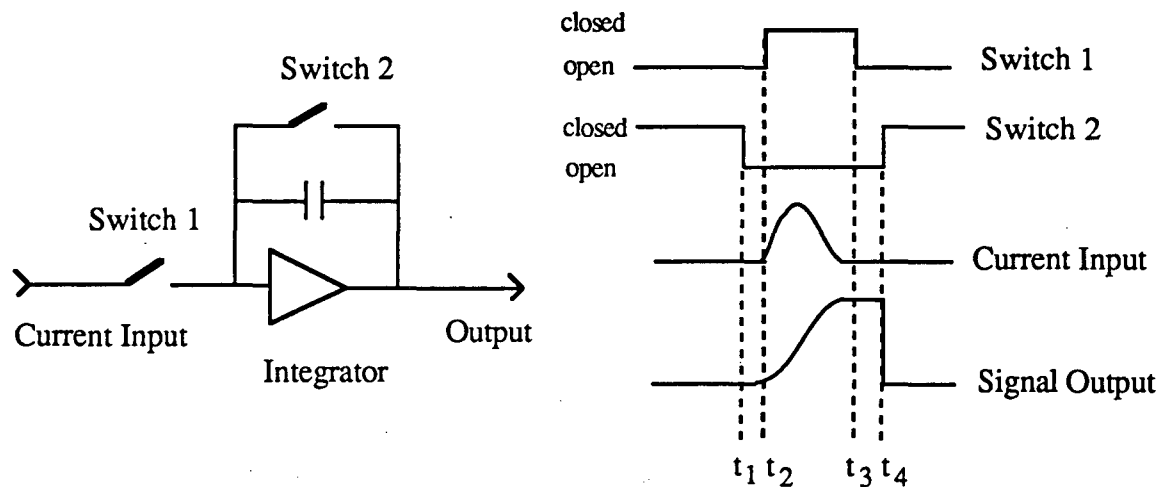 Switch 2
Switch 1
Current Input
Output
Integrator
closed
open
Switch 1
closed
open
Switch 2
Current Input
Signal Output
t1 t2 t3 t4